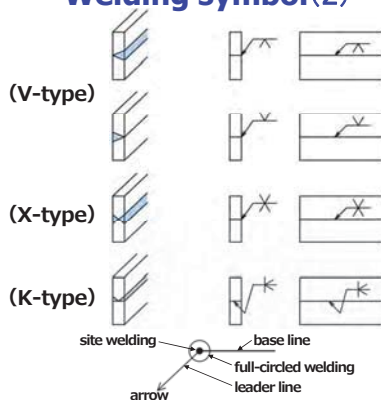 Welding Symbol(2)
(V-type)
(X-type)
(K-type)
site welding
base line
full-circled welding
leader line
arrow